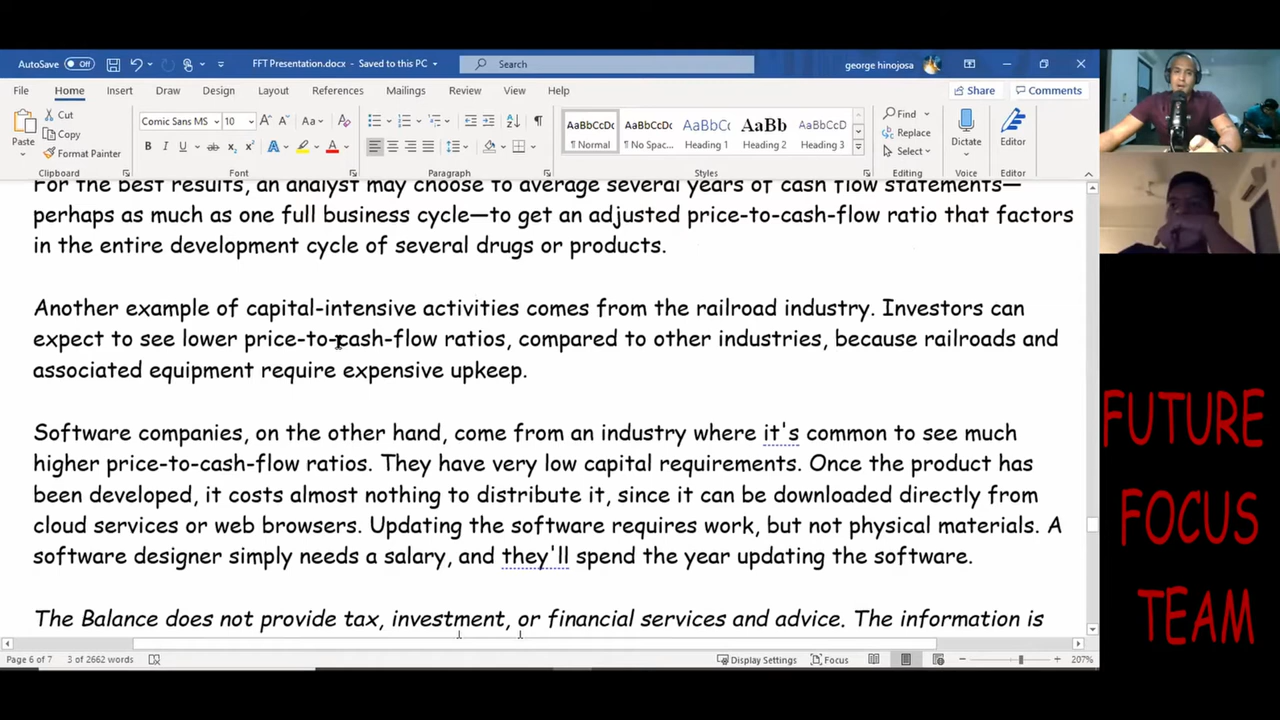 AutoSave Off FFT Presentation.docx - Saved to this PC Search george hinojosa
File Home Insert Draw Design Layout References Mailings Review View Help Share Comments
Paste Cut Copy Format Painter
Comic Sans MS 10
AaBbCcDc AaBbCcDc AaBbC AaBb AaBbCcD
¶ Normal ¶ No Spac... Heading 1 Heading 2 Heading 3
Find Replace Select Dictate Editor
Clipboard Font Paragraph Styles Editing Voice Editor
For the best results, an analyst may choose to average several years of cash flow statements—
perhaps as much as one full business cycle—to get an adjusted price-to-cash-flow ratio that factors
in the entire development cycle of several drugs or products.
Another example of capital-intensive activities comes from the railroad industry. Investors can
expect to see lower price-to-cash-flow ratios, compared to other industries, because railroads and
associated equipment require expensive upkeep.
Software companies, on the other hand, come from an industry where it's common to see much
higher price-to-cash-flow ratios. They have very low capital requirements. Once the product has
been developed, it costs almost nothing to distribute it, since it can be downloaded directly from
cloud services or web browsers. Updating the software requires work, but not physical materials. A
software designer simply needs a salary, and they'll spend the year updating the software.
The Balance does not provide tax, investment, or financial services and advice. The information is
Page 6 of 7 3 of 2662 words Display Settings Focus 207%
FUTURE
FOCUS
TEAM